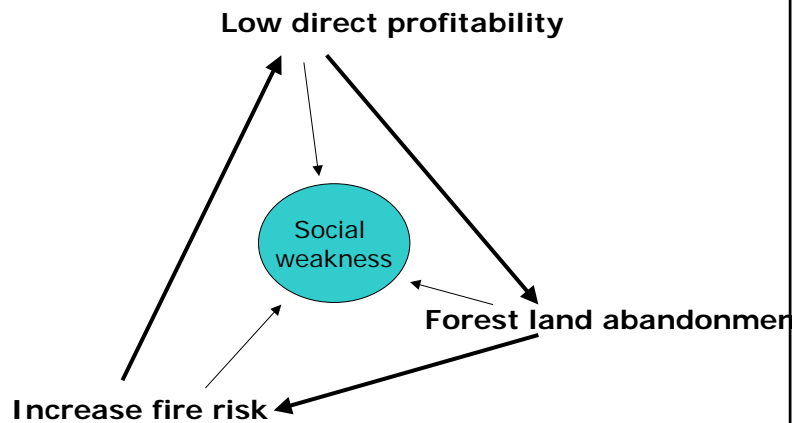 Low direct profitability
Social
weakness
Forest land abandonmen
Increase fire risk